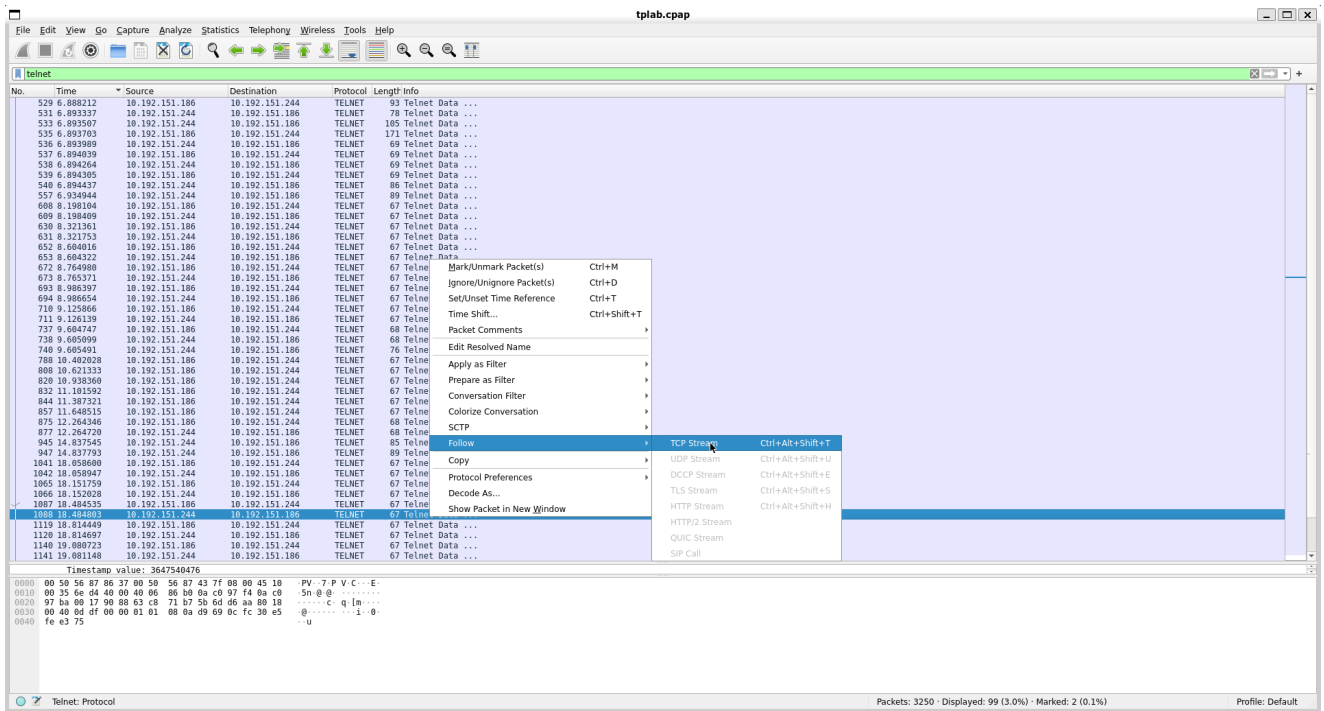 tplab.cpap
File Edit View Go Capture Analyze Statistics Telephony Wireless Tools Help
telnet
No. Time Source Destination Protocol Length Info
529 6.888212 10.192.151.186 10.192.151.244 TELNET 93 Telnet Data ...
531 6.893337 10.192.151.244 10.192.151.186 TELNET 78 Telnet Data ...
533 6.893507 10.192.151.244 10.192.151.186 TELNET 105 Telnet Data ...
535 6.893703 10.192.151.186 10.192.151.244 TELNET 171 Telnet Data ...
536 6.893989 10.192.151.244 10.192.151.186 TELNET 69 Telnet Data ...
537 6.894039 10.192.151.186 10.192.151.244 TELNET 69 Telnet Data ...
538 6.894264 10.192.151.244 10.192.151.186 TELNET 69 Telnet Data ...
539 6.894305 10.192.151.186 10.192.151.244 TELNET 69 Telnet Data ...
540 6.894437 10.192.151.244 10.192.151.186 TELNET 86 Telnet Data ...
557 6.934944 10.192.151.244 10.192.151.186 TELNET 89 Telnet Data ...
608 8.198104 10.192.151.186 10.192.151.244 TELNET 67 Telnet Data ...
609 8.198409 10.192.151.244 10.192.151.186 TELNET 67 Telnet Data ...
630 8.321361 10.192.151.186 10.192.151.244 TELNET 67 Telnet Data ...
631 8.321753 10.192.151.244 10.192.151.186 TELNET 67 Telnet Data ...
652 8.604016 10.192.151.186 10.192.151.244 TELNET 67 Telnet Data ...
653 8.604322 10.192.151.244 10.192.151.186 TELNET 67 Telnet Data
672 8.764980 10.192.151.186 10.192.151.244 TELNET 67 Telne
673 8.765371 10.192.151.244 10.192.151.186 TELNET 67 Telne
693 8.986397 10.192.151.186 10.192.151.244 TELNET 67 Telne
694 8.986654 10.192.151.244 10.192.151.186 TELNET 67 Telne
710 9.125866 10.192.151.186 10.192.151.244 TELNET 67 Telne
711 9.126139 10.192.151.244 10.192.151.186 TELNET 67 Telne
737 9.604747 10.192.151.186 10.192.151.244 TELNET 68 Telne
738 9.605099 10.192.151.244 10.192.151.186 TELNET 68 Telne
740 9.605491 10.192.151.244 10.192.151.186 TELNET 76 Telne
788 10.402028 10.192.151.186 10.192.151.244 TELNET 67 Telne
808 10.621333 10.192.151.186 10.192.151.244 TELNET 67 Telne
820 10.938360 10.192.151.186 10.192.151.244 TELNET 67 Telne
832 11.101592 10.192.151.186 10.192.151.244 TELNET 67 Telne
844 11.387321 10.192.151.186 10.192.151.244 TELNET 67 Telne
857 11.648515 10.192.151.186 10.192.151.244 TELNET 67 Telne
875 12.264346 10.192.151.186 10.192.151.244 TELNET 68 Telne
877 12.264720 10.192.151.244 10.192.151.186 TELNET 68 Telne
945 14.837545 10.192.151.244 10.192.151.186 TELNET 85 Telne
947 14.837793 10.192.151.244 10.192.151.186 TELNET 89 Telne
1041 18.058600 10.192.151.186 10.192.151.244 TELNET 67 Telne
1042 18.058947 10.192.151.244 10.192.151.186 TELNET 67 Telne
1065 18.151759 10.192.151.186 10.192.151.244 TELNET 67 Telne
1066 18.152028 10.192.151.244 10.192.151.186 TELNET 67 Telne
1087 18.484535 10.192.151.186 10.192.151.244 TELNET 67 Telne
1088 18.484803 10.192.151.244 10.192.151.186 TELNET 67 Telne
1119 18.814449 10.192.151.186 10.192.151.244 TELNET 67 Telnet Data ...
1120 18.814697 10.192.151.244 10.192.151.186 TELNET 67 Telnet Data ...
1140 19.080723 10.192.151.186 10.192.151.244 TELNET 67 Telnet Data ...
1141 19.081148 10.192.151.244 10.192.151.186 TELNET 67 Telnet Data ...
Mark/Unmark Packet(s) Ctrl+M
Ignore/Unignore Packet(s) Ctrl+D
Set/Unset Time Reference Ctrl+T
Time Shift... Ctrl+Shift+T
Packet Comments
Edit Resolved Name
Apply as Filter
Prepare as Filter
Conversation Filter
Colorize Conversation
SCTP
Follow
Copy
Protocol Preferences
Decode As...
Show Packet in New Window
TCP Stream Ctrl+Alt+Shift+T
UDP Stream Ctrl+Alt+Shift+U
DCCP Stream Ctrl+Alt+Shift+E
TLS Stream Ctrl+Alt+Shift+S
HTTP Stream Ctrl+Alt+Shift+H
HTTP/2 Stream
QUIC Stream
SIP Call
Timestamp value: 3647540476
0000 00 50 56 87 86 37 00 50 56 87 43 7f 08 00 45 10 ·PV··7·P V·C···E·
0010 00 35 6e d4 40 00 40 06 86 b0 0a c0 97 f4 0a c0 ·5n·@·@· ········
0020 97 ba 00 17 90 88 63 c8 71 b7 5b 6d d6 aa 80 18 ······c· q·[m····
0030 00 40 0d df 00 00 01 01 08 0a d9 69 0c fc 30 e5 ·@······ ···i··0·
0040 fe e3 75 ··u
Telnet: Protocol
Packets: 3250 · Displayed: 99 (3.0%) · Marked: 2 (0.1%)
Profile: Default